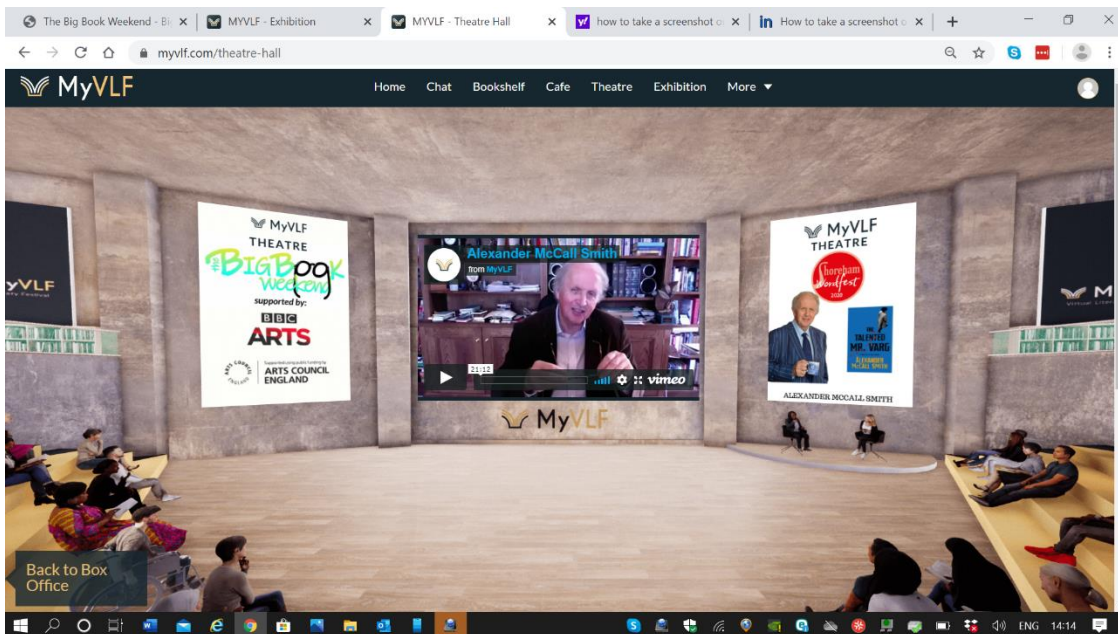 The Big Book Weekend - Bi
MYVLF - Exhibition
MYVLF - Theatre Hall
how to take a screenshot o
How to take a screenshot o
myvlf.com/theatre-hall
MyVLF
Home Chat Bookshelf Cafe Theatre Exhibition More
yVLF
MyVLF
THEATRE
the
BIG BOOK
Weekend
supported by:
BBC
ARTS
ARTS COUNCIL
ENGLAND
Alexander McCall Smith
from MyVLF
21:12
vimeo
MyVLF
MyVLF
THEATRE
Shoreham
Wordfest
2020
THE
TALENTED
MR. VARG
ALEXANDER
McCALL SMITH
ALEXANDER MCCALL SMITH
M
Back to Box
Office
ENG 14:14